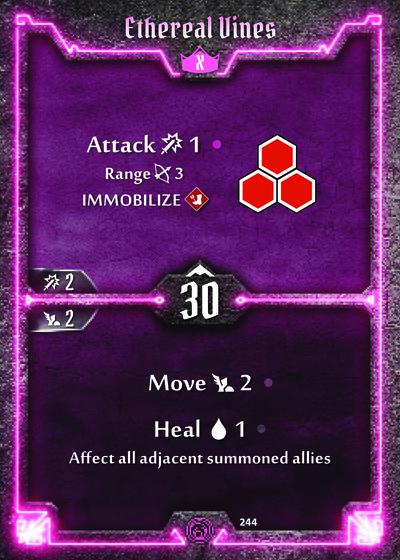 Ethereal Vines
X
Attack 1
Range 3
IMMOBILIZE
2
30
2
Move 2
Heal 1
Affect all adjacent summoned allies
244